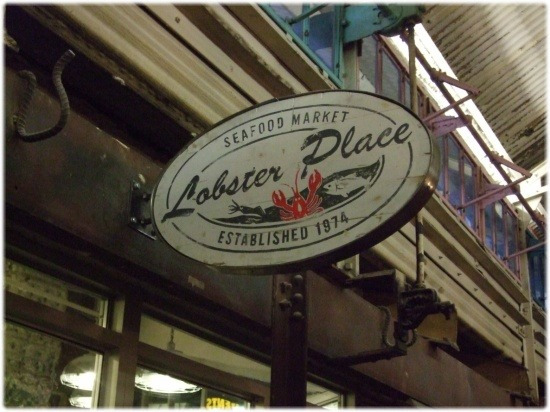 SEAFOOD MARKET
Lobster Place
ESTABLISHED 1974